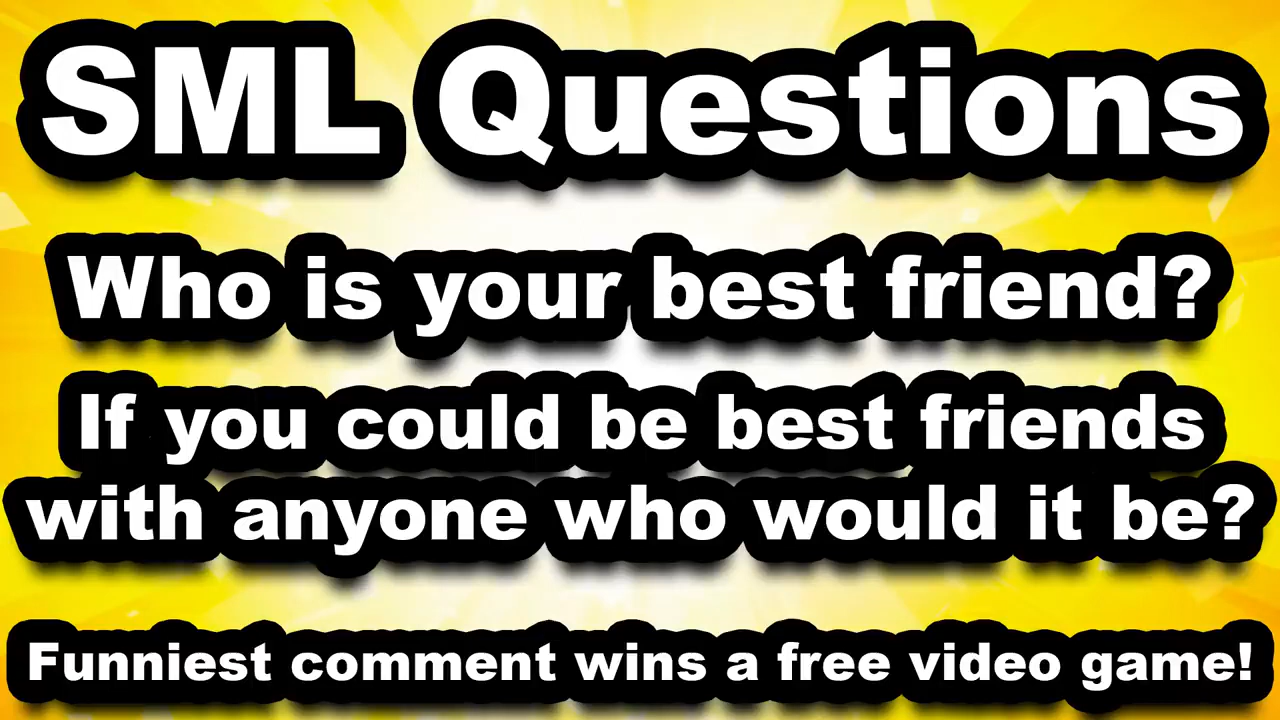 SML Questions
Who is your best friend?
If you could be best friends
with anyone who would it be?
Funniest comment wins a free video game!